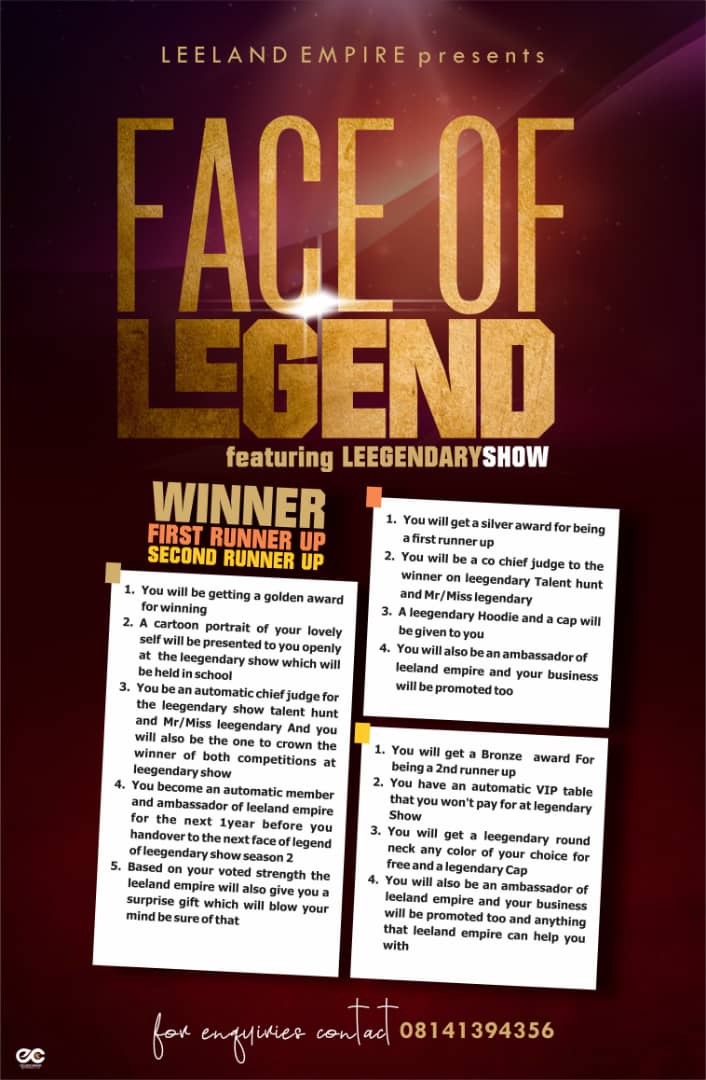 LEELAND EMPIRE presents
FACE OF
LEGEND
featuring LEEGENDARYSHOW
WINNER
FIRST RUNNER UP
SECOND RUNNER UP
1. You will be getting a golden award
for winning
2. A cartoon portrait of your lovely
self will be presented to you openly
at the leegendary show which will
be held in school
3. You be an automatic chief judge for
the leegendary show talent hunt
and Mr/Miss leegendary And you
will also be the one to crown the
winner of both competitions at
leegendary show
4. You become an automatic member
and ambasador of leeland empire
for the next 1year before you
handover to the next face of legend
of leegendary show season 2
5. Based on your voted strength the
leeland empire will also give you a
surprise gift which will blow your
mind be sure of that
1. You will get a silver award for being
a first runner up
2. You will be a co chief judge to the
winner on leegendary Talent hunt
and Mr/Miss legendary
3. A leegendary Hoodie and a cap will
be given to you
4. You will also be an ambassador of
leeland empire and your business
will be promoted too
1. You will get a Bronze award For
being a 2nd runner up
2. You have an automatic VIP table
that you won't pay for at legendary
Show
3. You will get a leegendary round
neck any color of your choice for
free and a legendary Cap
4. You will also be an ambasador of
leeland empire and your business
will be promoted too and anything
that leeland empire can help you
with
for enquiries contact 08141394356